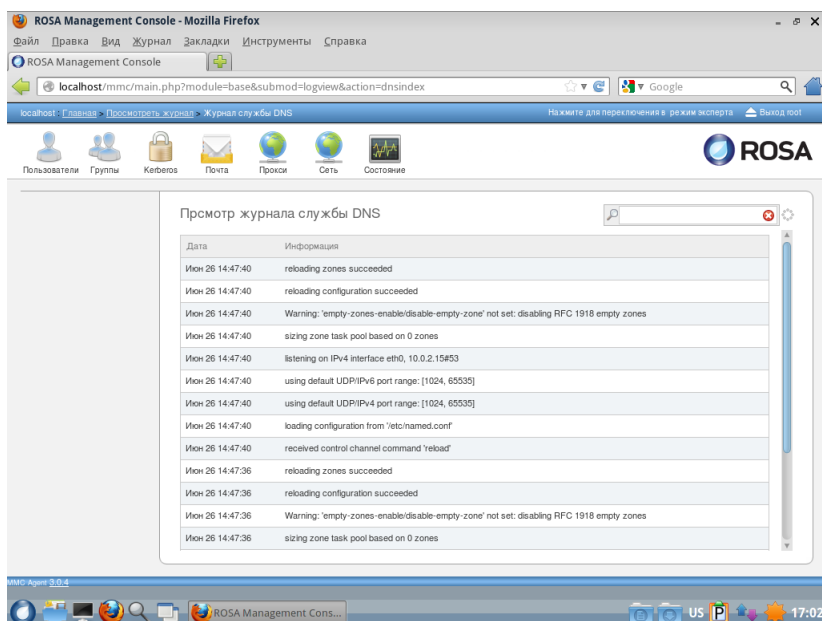 ROSA Management Console - Mozilla Firefox
Файл Правка Вид Журнал Закладки Инструменты Справка
ROSA Management Console
localhost/mmc/main.php?module=base&submod=logview&action=dnsindex
Google
localhost : Главная > Просмотреть журнал > Журнал службы DNS
Нажмите для переключения в режим эксперта Выход root
Пользователи Группы Kerberos Почта Прокси Сеть Состояние
ROSA
Прсмотр журнала службы DNS
Дата Информация
Июн 26 14:47:40 reloading zones succeeded
Июн 26 14:47:40 reloading configuration succeeded
Июн 26 14:47:40 Warning: 'empty-zones-enable/disable-empty-zone' not set: disabling RFC 1918 empty zones
Июн 26 14:47:40 sizing zone task pool based on 0 zones
Июн 26 14:47:40 listening on IPv4 interface eth0, 10.0.2.15#53
Июн 26 14:47:40 using default UDP/IPv6 port range: [1024, 65535]
Июн 26 14:47:40 using default UDP/IPv4 port range: [1024, 65535]
Июн 26 14:47:40 loading configuration from '/etc/named.conf'
Июн 26 14:47:40 received control channel command 'reload'
Июн 26 14:47:36 reloading zones succeeded
Июн 26 14:47:36 reloading configuration succeeded
Июн 26 14:47:36 Warning: 'empty-zones-enable/disable-empty-zone' not set: disabling RFC 1918 empty zones
Июн 26 14:47:36 sizing zone task pool based on 0 zones
MMC Agent 3.0.4
ROSA Management Cons...
US P 17:02